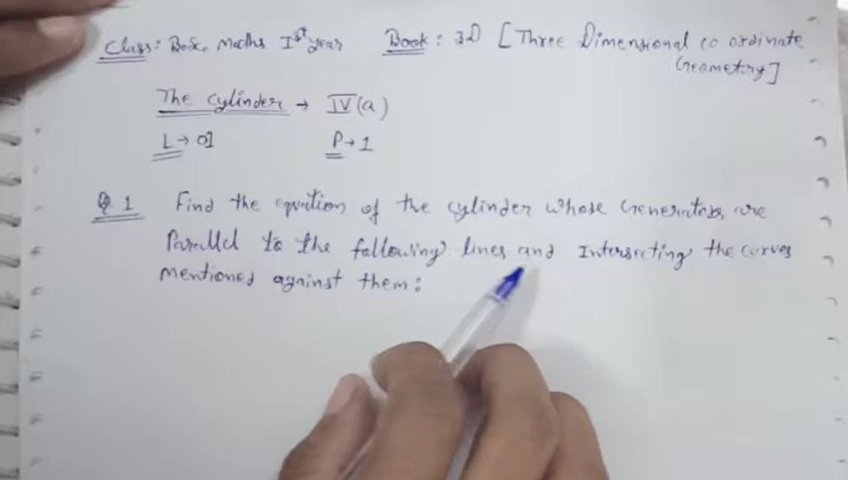 Class: B.Sc. Maths Ist year Book: 3D [Three Dimensional co ordinate
Geometry]
The cylinder → IV(a)
L → 01 P → 1
Q 1 Find the equation of the cylinder whose Generators are
Parallel to the following lines and Intersecting the curves
mentioned against them: